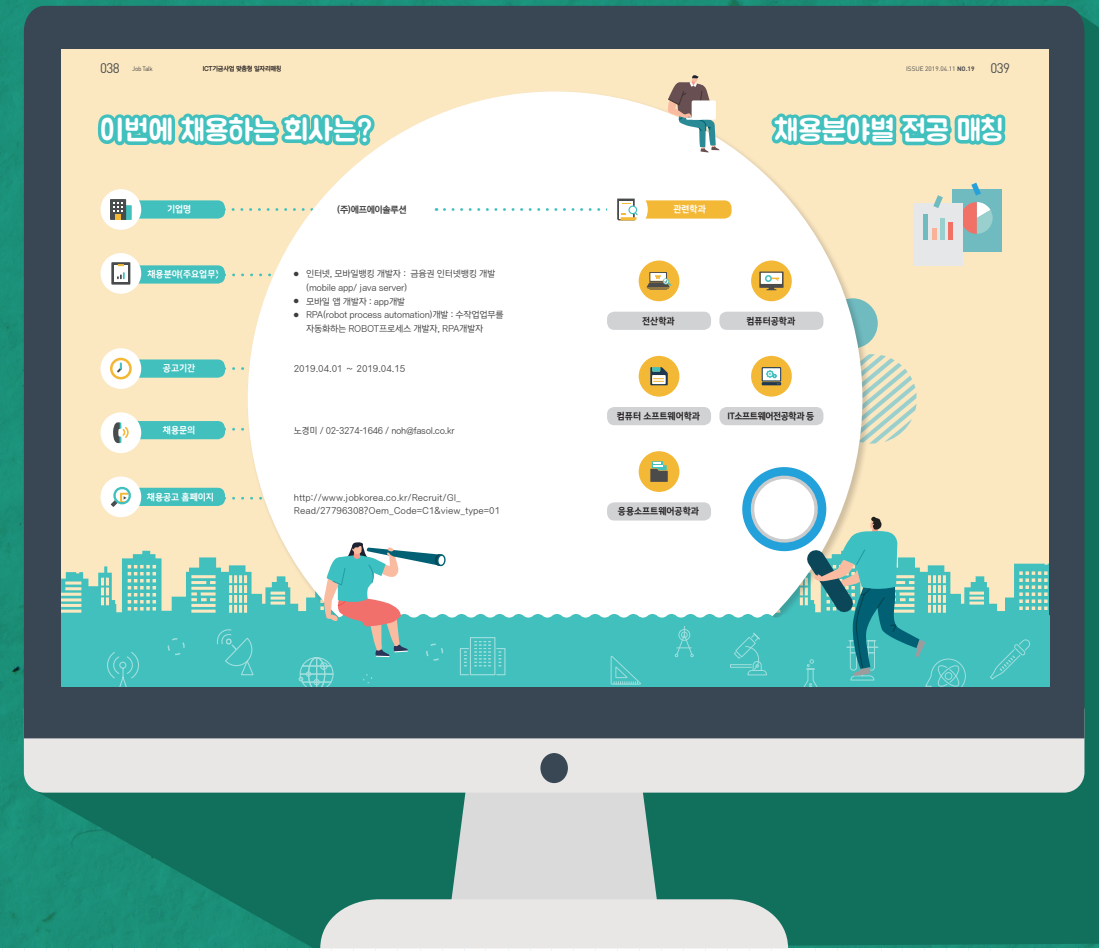 038 Job Talk ICT기금사업 맞춤형 일자리매칭
ISSUE 2019.04.11 NO.19 039
이번에 채용하는 회사는?
채용분야별 전공 매칭
기업명
(주)에프에이솔루션
관련학과
채용분야(주요업무)
● 인터넷, 모바일뱅킹 개발자 : 금융권 인터넷뱅킹 개발
(mobile app/ java server)
● 모바일 앱 개발자 : app개발
● RPA(robot process automation)개발 : 수작업업무를
자동화하는 ROBOT프로세스 개발자, RPA개발자
전산학과
컴퓨터공학과
공고기간
2019.04.01 ~ 2019.04.15
컴퓨터 소프트웨어학과
IT소프트웨어전공학과 등
채용문의
노경미 / 02-3274-1646 / noh@fasol.co.kr
채용공고 홈페이지
http://www.jobkorea.co.kr/Recruit/GI_
Read/27796308?Oem_Code=C1&view_type=01
응용소프트웨어공학과